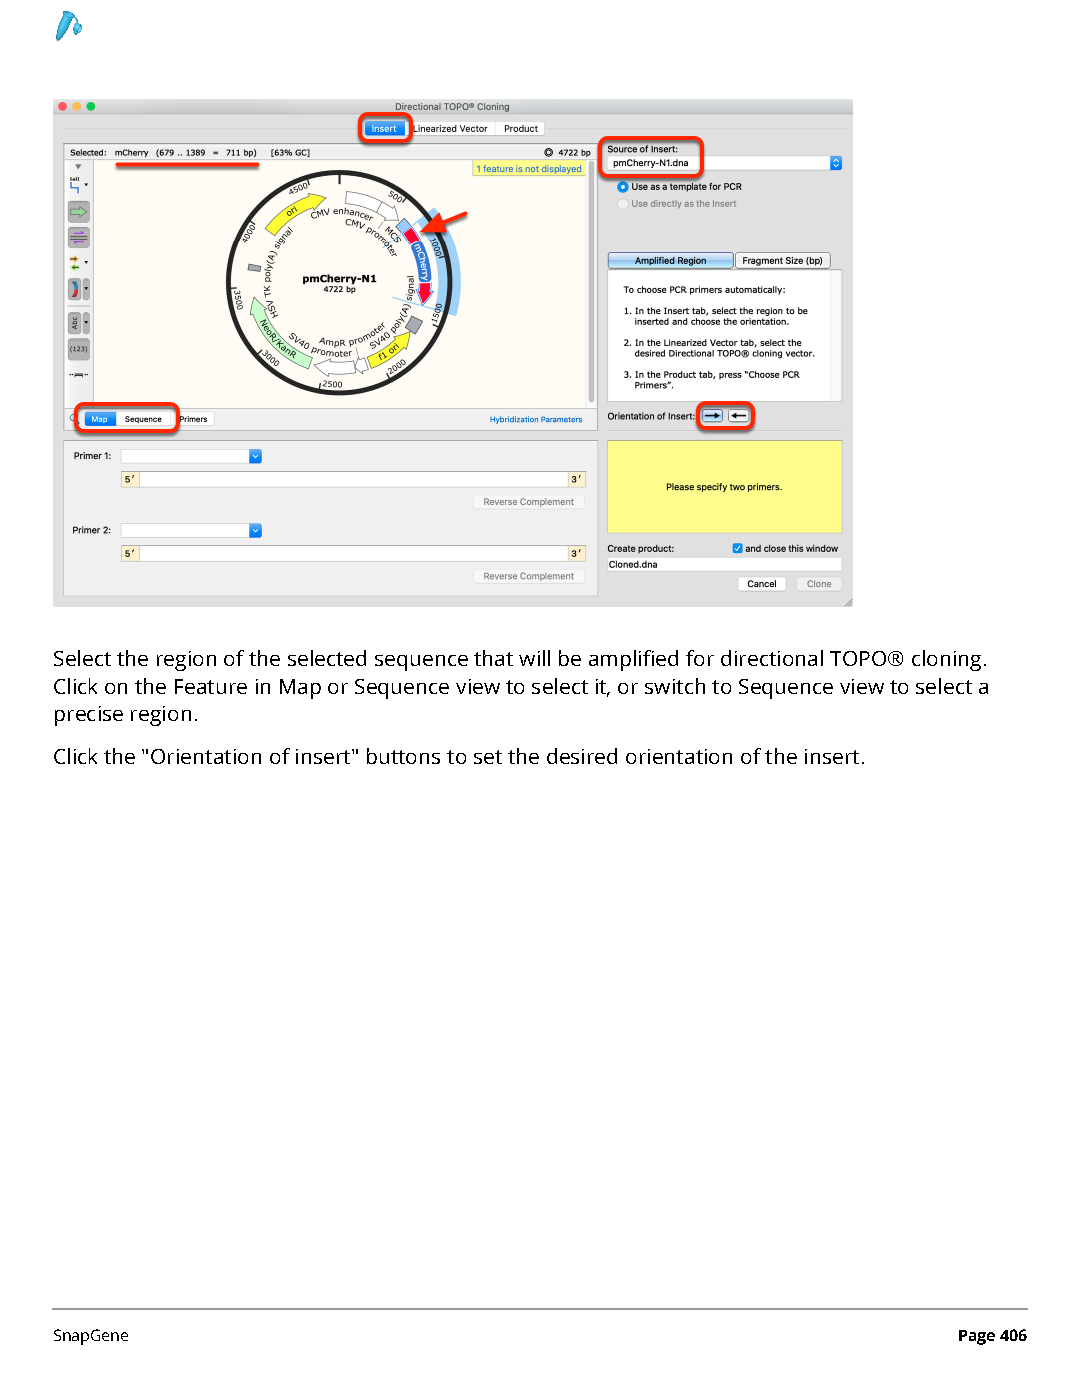 Directional TOPO® Cloning
Insert Linearized Vector Product
Selected: mCherry (679 .. 1389 = 711 bp) [63% GC] 4722 bp
1 feature is not displayed
Source of Insert:
pmCherry-N1.dna
Use as a template for PCR
Use directly as the Insert
Amplified Region Fragment Size (bp)
To choose PCR primers automatically:
1. In the Insert tab, select the region to be
inserted and choose the orientation.
2. In the Linearized Vector tab, select the
desired Directional TOPO® cloning vector.
3. In the Product tab, press “Choose PCR
Primers”.
Orientation of Insert:
SalI
Abc
(123)
pmCherry-N1
4722 bp
500
1000
1500
2000
2500
3000
3500
4000
4500
ori
CMV enhancer
CMV promoter
MCS
mCherry
SV40 poly(A) signal
f1 ori
AmpR promoter
SV40 promoter
NeoR/KanR
HSV TK poly(A) signal
Map Sequence Primers
Hybridization Parameters
Primer 1:
5’ 3’
Reverse Complement
Primer 2:
5’ 3’
Reverse Complement
Please specify two primers.
Create product: and close this window
Cloned.dna
Cancel Clone
Select the region of the selected sequence that will be amplified for directional TOPO® cloning.
Click on the Feature in Map or Sequence view to select it, or switch to Sequence view to select a
precise region.
Click the "Orientation of insert" buttons to set the desired orientation of the insert.
SnapGene Page 406